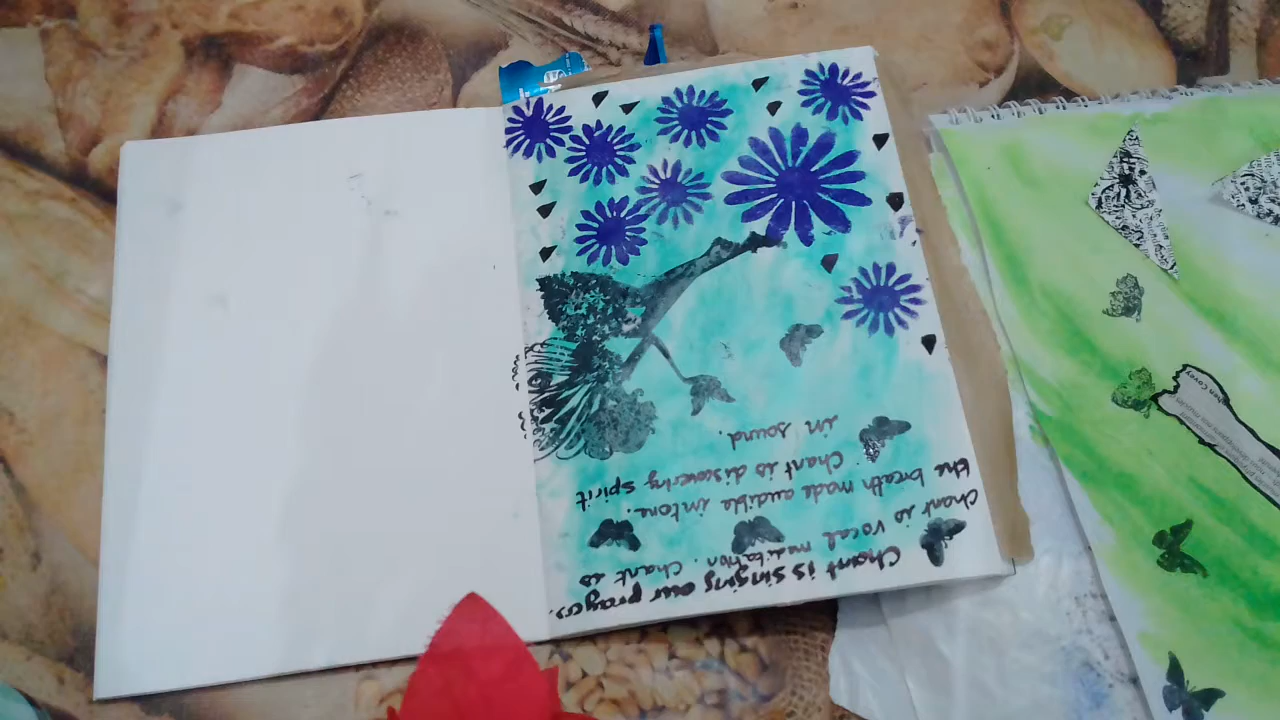 Chant is singing our prayers.
Chant is vocal meditation. Chant is
the breath made audible in tone.
Chant is discovering spirit
in sound.